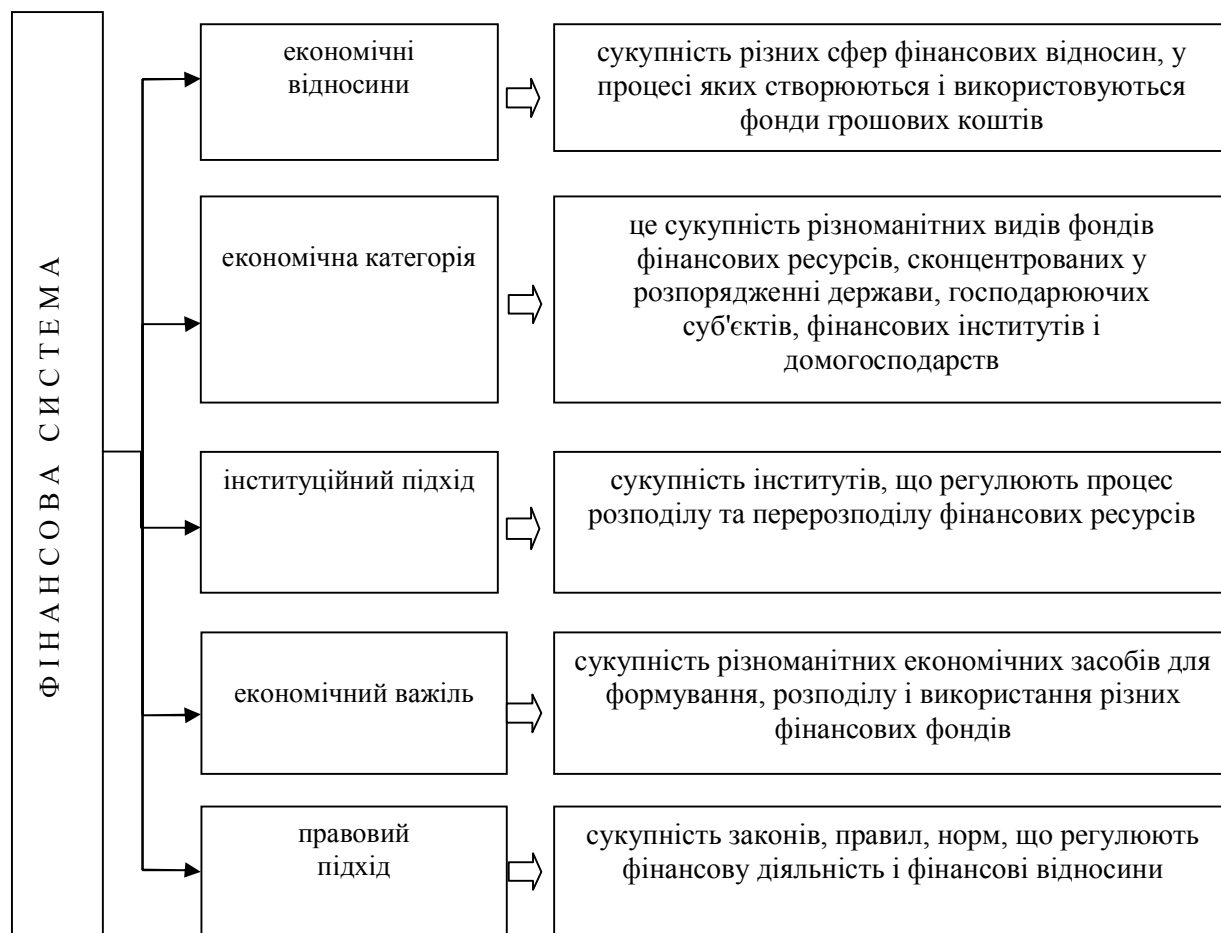 ФІНАНСОВА СИСТЕМА
економічні
відносини
сукупність різних сфер фінансових відносин, у
процесі яких створюються і використовуються
фонди грошових коштів
економічна категорія
це сукупність різноманітних видів фондів
фінансових ресурсів, сконцентрованих у
розпорядженні держави, господарюючих
суб'єктів, фінансових інститутів і
домогосподарств
інституційний підхід
сукупність інститутів, що регулюють процес
розподілу та перерозподілу фінансових ресурсів
економічний важіль
сукупність різноманітних економічних засобів для
формування, розподілу і використання різних
фінансових фондів
правовий
підхід
сукупність законів, правил, норм, що регулюють
фінансову діяльність і фінансові відносини